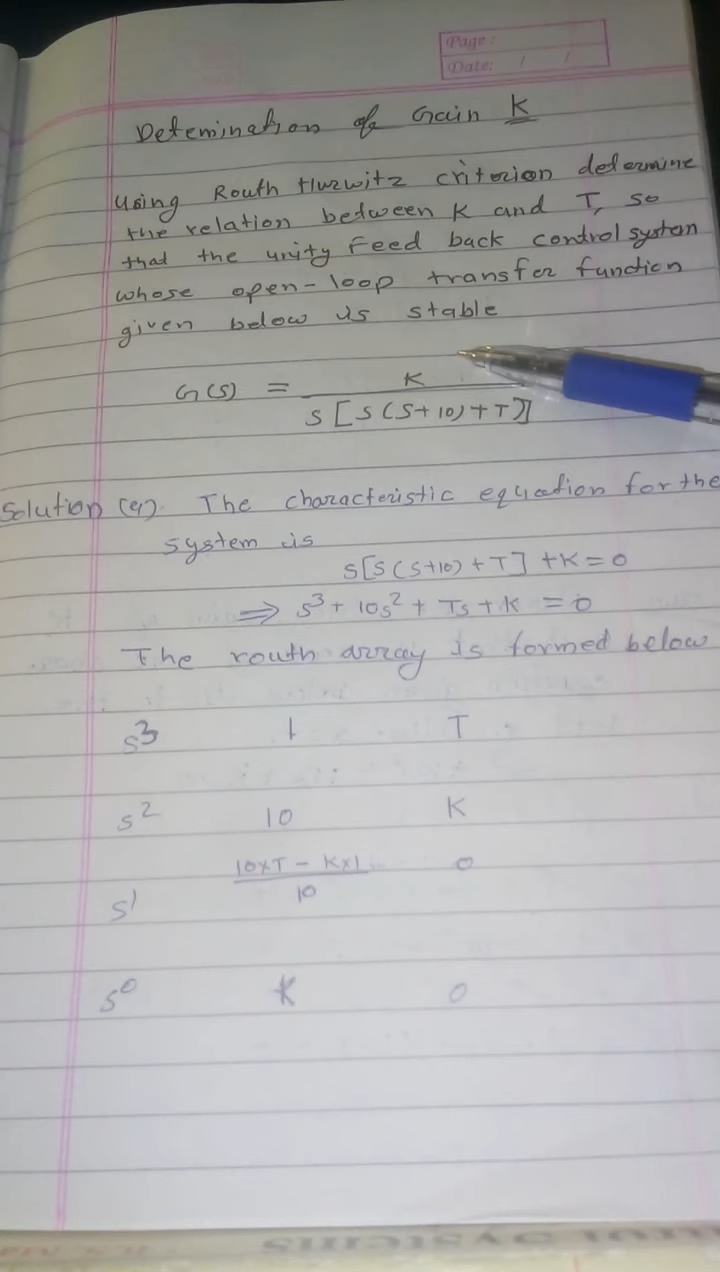 Page:
Date: / /
Detemination of Gain K
Using Routh Hurwitz criterion determine
the relation between K and T, so
that the unity Feed back control system
whose open-loop transfer function
given below is stable
G(s) = K / s[s(s+10)+T]
Solution (a). The characteristic equation for the
system is
s[s(s+10)+T]+K=0
⇒ s³+10s²+Ts+K=0
The routh array is formed below
s³ 1 T
s² 10 K
s¹ 10×T-K×1 / 10 0
s⁰ K 0